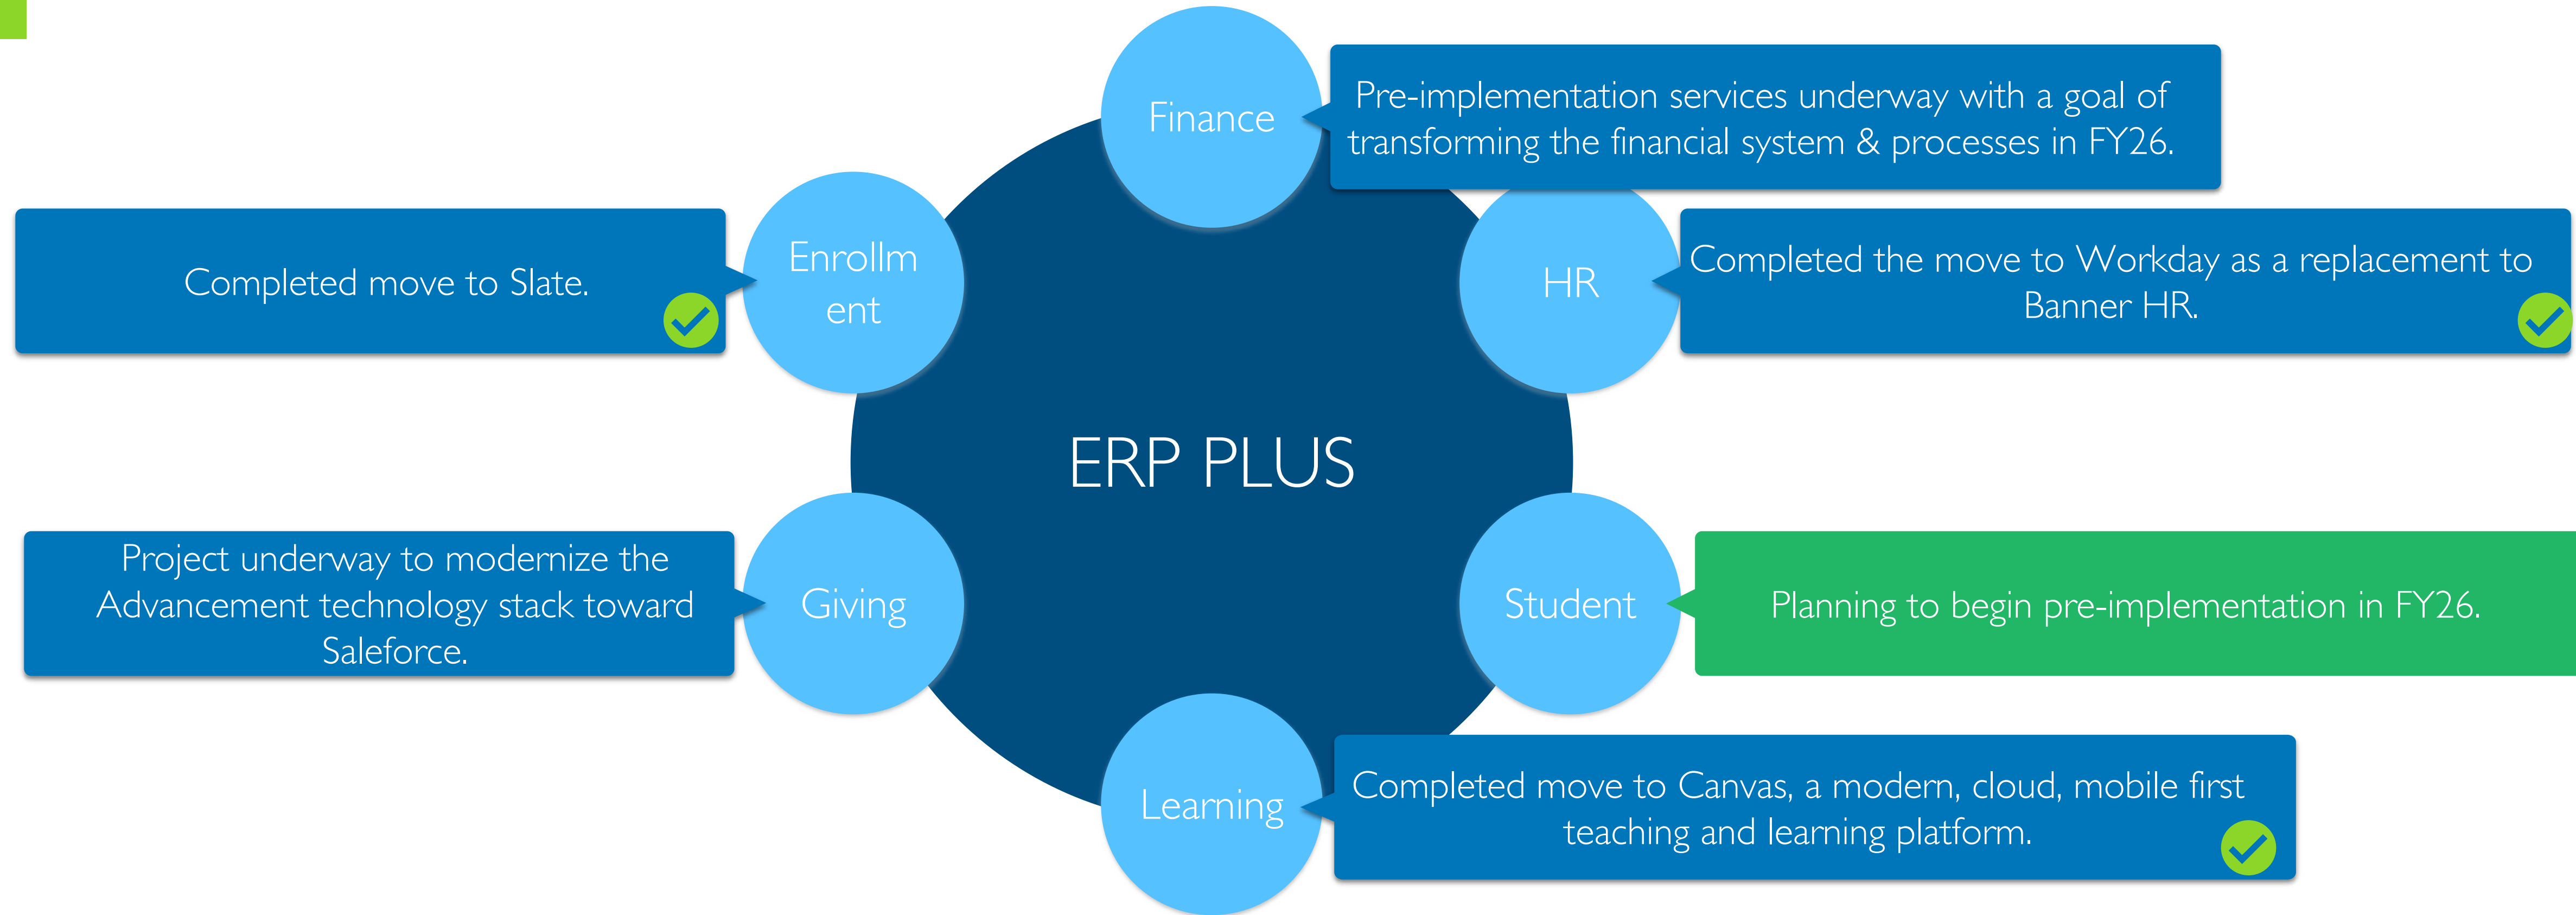 Finance
Pre-implementation services underway with a goal of
transforming the financial system & processes in FY26.
Enrollm
ent
Completed move to Slate.
HR
Completed the move to Workday as a replacement to
Banner HR.
ERP PLUS
Giving
Project underway to modernize the
Advancement technology stack toward
Saleforce.
Student
Planning to begin pre-implementation in FY26.
Learning
Completed move to Canvas, a modern, cloud, mobile first
teaching and learning platform.